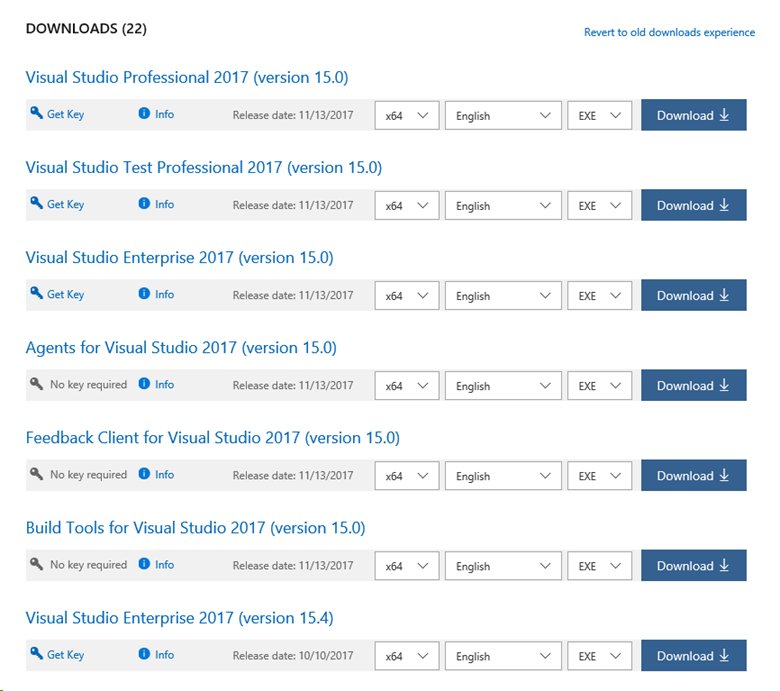 DOWNLOADS (22)
Revert to old downloads experience
Visual Studio Professional 2017 (version 15.0)
Get Key Info Release date: 11/13/2017 x64 English EXE Download
Visual Studio Test Professional 2017 (version 15.0)
Get Key Info Release date: 11/13/2017 x64 English EXE Download
Visual Studio Enterprise 2017 (version 15.0)
Get Key Info Release date: 11/13/2017 x64 English EXE Download
Agents for Visual Studio 2017 (version 15.0)
No key required Info Release date: 11/13/2017 x64 English EXE Download
Feedback Client for Visual Studio 2017 (version 15.0)
No key required Info Release date: 11/13/2017 x64 English EXE Download
Build Tools for Visual Studio 2017 (version 15.0)
No key required Info Release date: 11/13/2017 x64 English EXE Download
Visual Studio Enterprise 2017 (version 15.4)
Get Key Info Release date: 10/10/2017 x64 English EXE Download